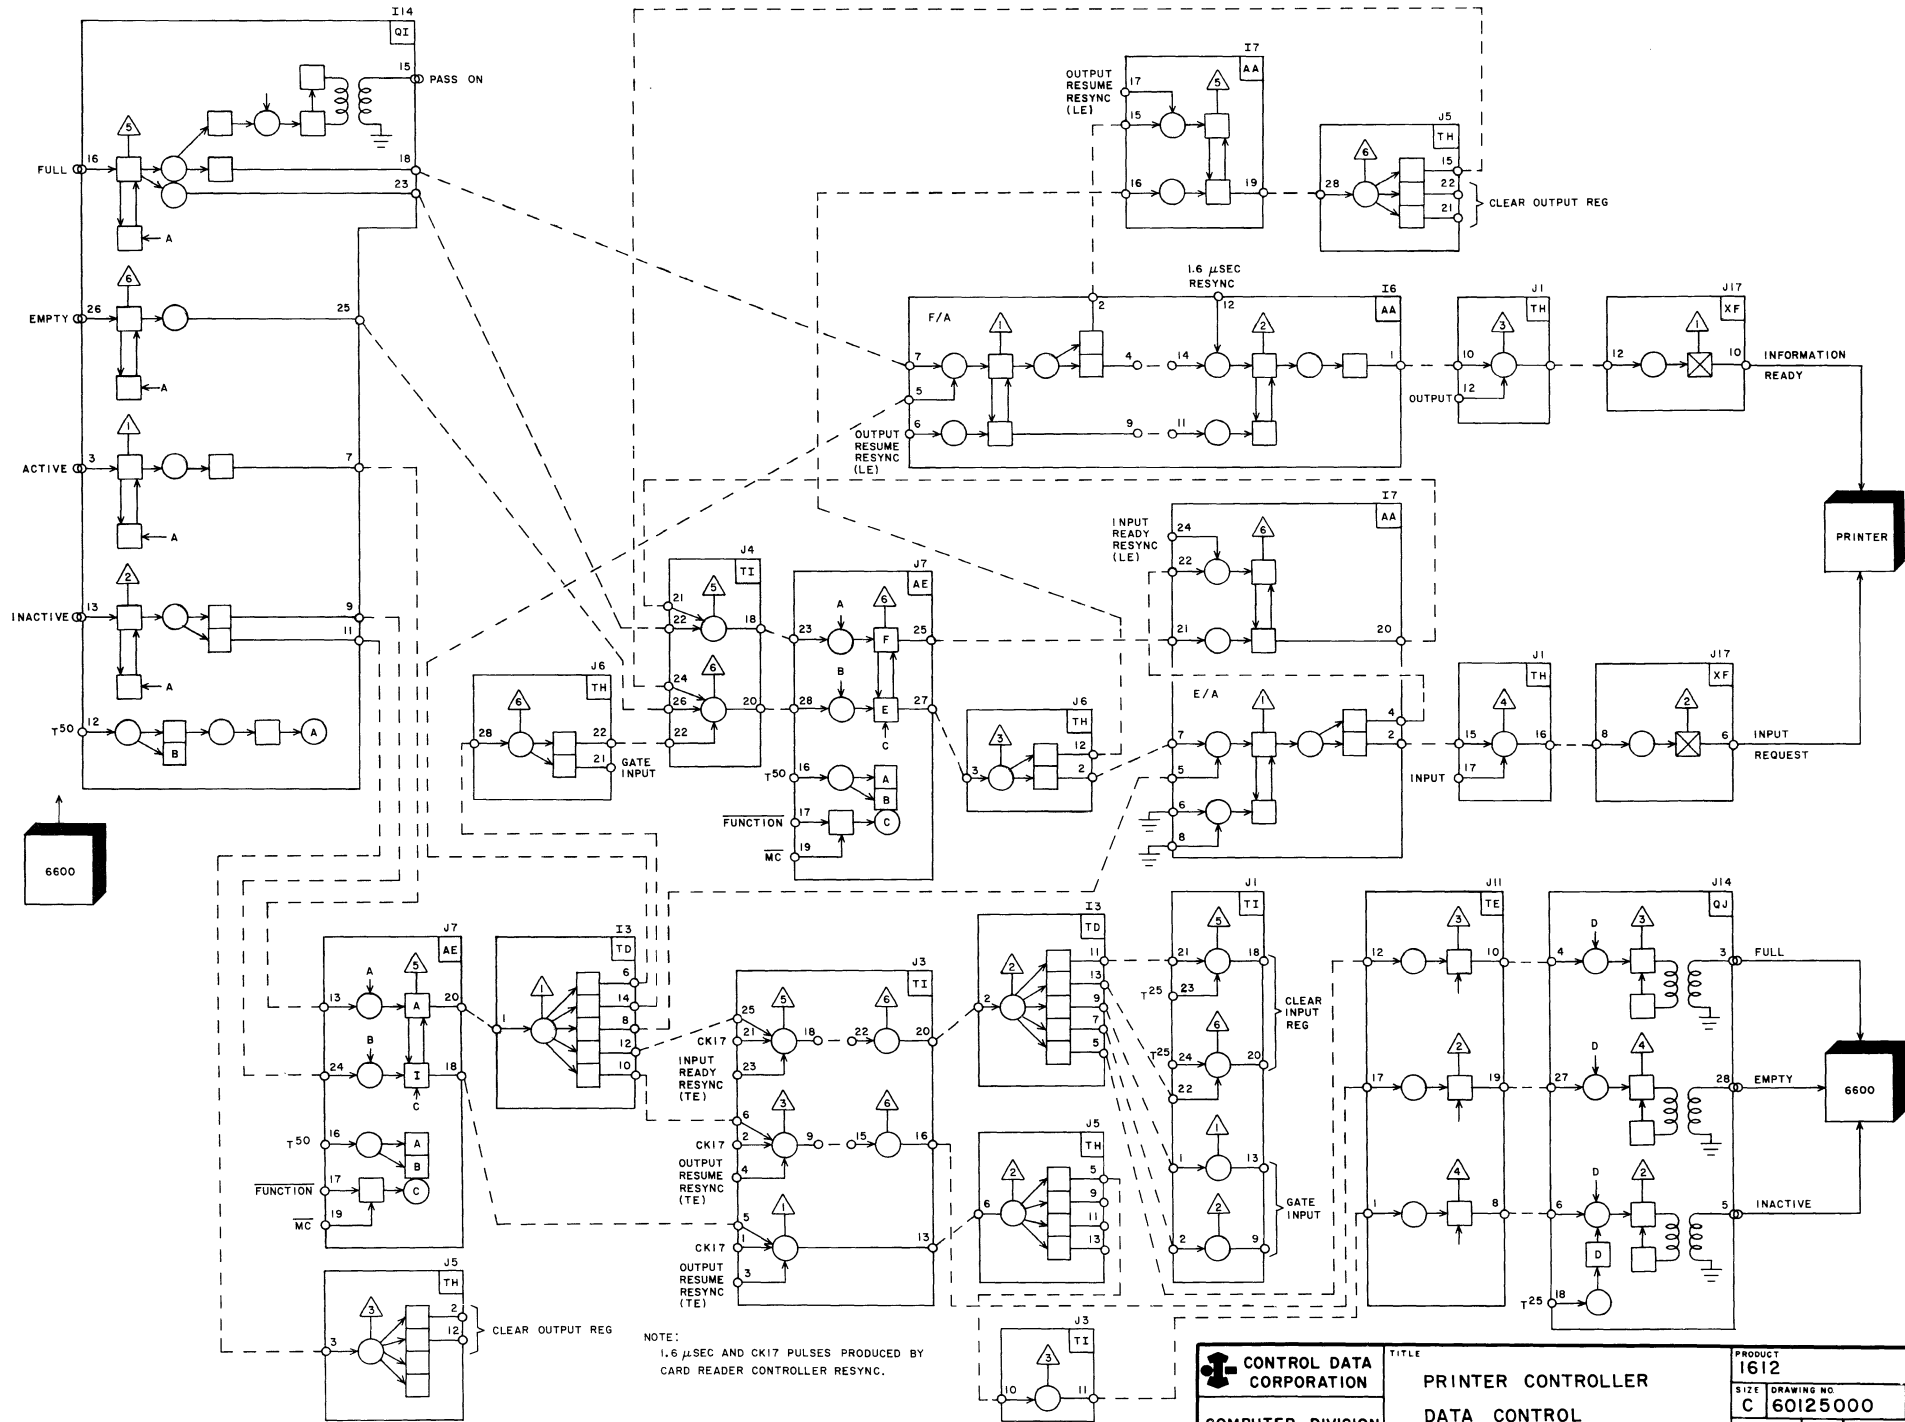 I14
QI
15
PASS ON
5
16
FULL
18
23
A
6
26
EMPTY
25
A
1
3
ACTIVE
7
A
2
13
INACTIVE
9
11
A
12
T50
B
A
6600
I7
AA
OUTPUT
RESUME
RESYNC
(LE)
17
5
15
16
19
J5
TH
6
15
28
22
21
CLEAR OUTPUT REG
1.6 μSEC
RESYNC
I6
AA
F/A
2
12
1
2
7
4
14
1
5
6
9
11
OUTPUT
RESUME
RESYNC
(LE)
J1
TH
3
10
12
OUTPUT
J17
XF
1
12
10
INFORMATION
READY
PRINTER
I7
AA
INPUT
READY
RESYNC
(LE)
24
6
22
21
20
E/A
1
4
7
2
5
6
8
J1
TH
4
15
16
17
INPUT
J17
XF
2
8
6
INPUT
REQUEST
J4
TI
5
21
22
18
6
24
26
20
22
J7
AE
A
6
23
F
25
B
28
E
27
C
16
T50
A
B
17
FUNCTION
C
19
MC
J6
TH
6
28
22
21
GATE
INPUT
J6
TH
3
3
12
2
J7
AE
A
5
13
A
20
B
24
I
18
C
T50
16
A
B
17
FUNCTION
C
19
MC
I3
TD
1
1
6
14
8
12
10
J3
TI
5
6
25
21
CK17
18
22
20
23
INPUT
READY
RESYNC
(TE)
3
6
6
2
CK17
9
15
16
4
OUTPUT
RESUME
RESYNC
(TE)
1
5
1
CK17
13
3
OUTPUT
RESUME
RESYNC
(TE)
I3
TD
2
2
11
13
9
7
5
J5
TH
2
6
5
9
11
13
J1
TI
5
21
18
23
T25
6
T25
24
20
22
CLEAR
INPUT
REG
1
1
13
2
2
9
GATE
INPUT
J11
TE
3
12
10
2
17
19
4
1
8
J14
QJ
D
3
4
3
FULL
D
4
27
28
EMPTY
D
2
6
5
INACTIVE
D
T25
18
6600
J5
TH
3
3
2
12
CLEAR OUTPUT REG
J3
TI
3
10
11
NOTE:
1.6 μSEC AND CK17 PULSES PRODUCED BY
CARD READER CONTROLLER RESYNC.
CONTROL DATA
CORPORATION
COMPUTER DIVISION
TITLE
PRINTER CONTROLLER
DATA CONTROL
PRODUCT
1612
SIZE
C
DRAWING NO.
60125000